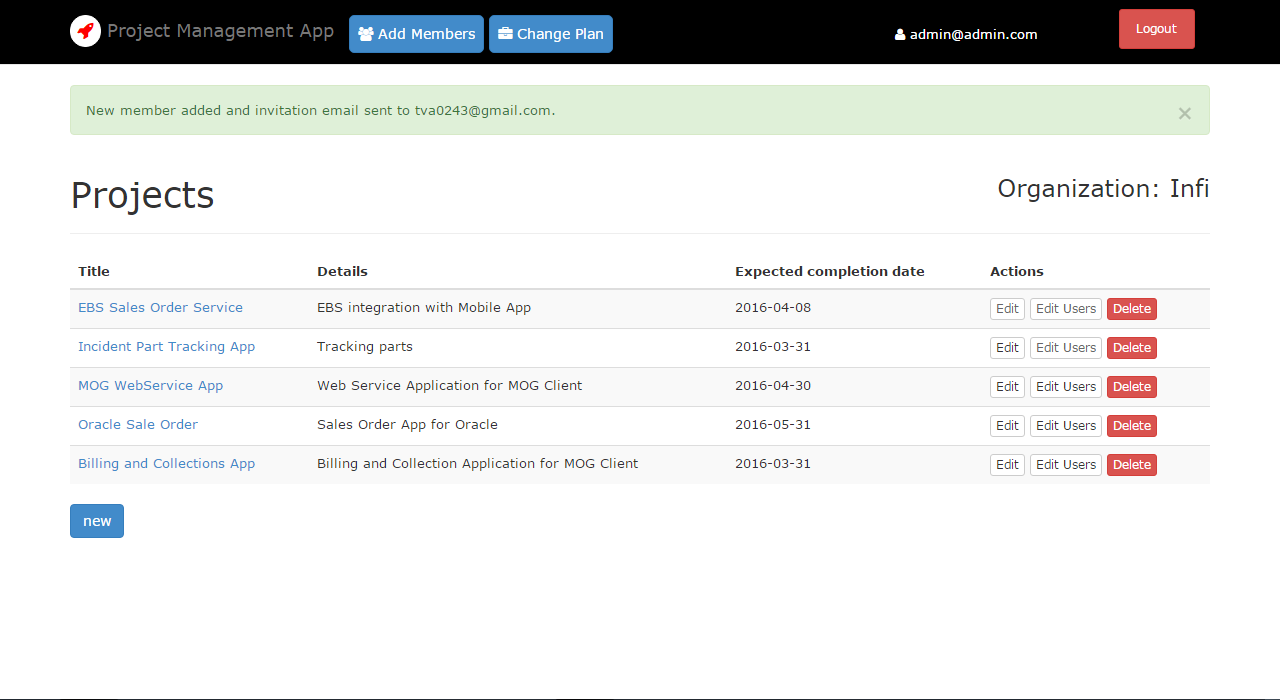 Project Management App Add Members Change Plan admin@admin.com Logout
New member added and invitation email sent to tva0243@gmail.com. ×
Projects Organization: Infi
Title Details Expected completion date Actions
EBS Sales Order Service EBS integration with Mobile App 2016-04-08 Edit Edit Users Delete
Incident Part Tracking App Tracking parts 2016-03-31 Edit Edit Users Delete
MOG WebService App Web Service Application for MOG Client 2016-04-30 Edit Edit Users Delete
Oracle Sale Order Sales Order App for Oracle 2016-05-31 Edit Edit Users Delete
Billing and Collections App Billing and Collection Application for MOG Client 2016-03-31 Edit Edit Users Delete
new